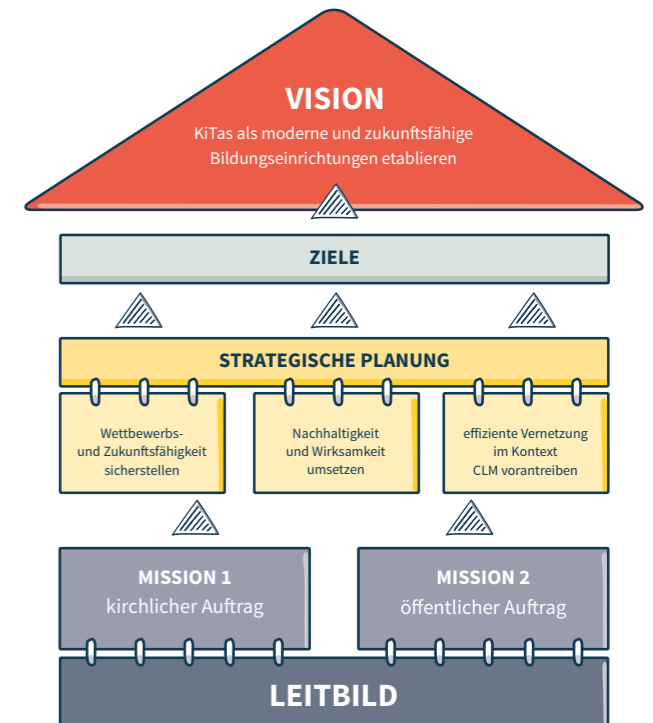 VISION
KiTas als moderne und zukunftsfähige
Bildungseinrichtungen etablieren
ZIELE
STRATEGISCHE PLANUNG
Wettbewerbs-
und Zukunftsfähigkeit
sicherstellen
Nachhaltigkeit
und Wirksamkeit
umsetzen
effiziente Vernetzung
im Kontext
CLM vorantreiben
MISSION 1
kirchlicher Auftrag
MISSION 2
öffentlicher Auftrag
LEITBILD